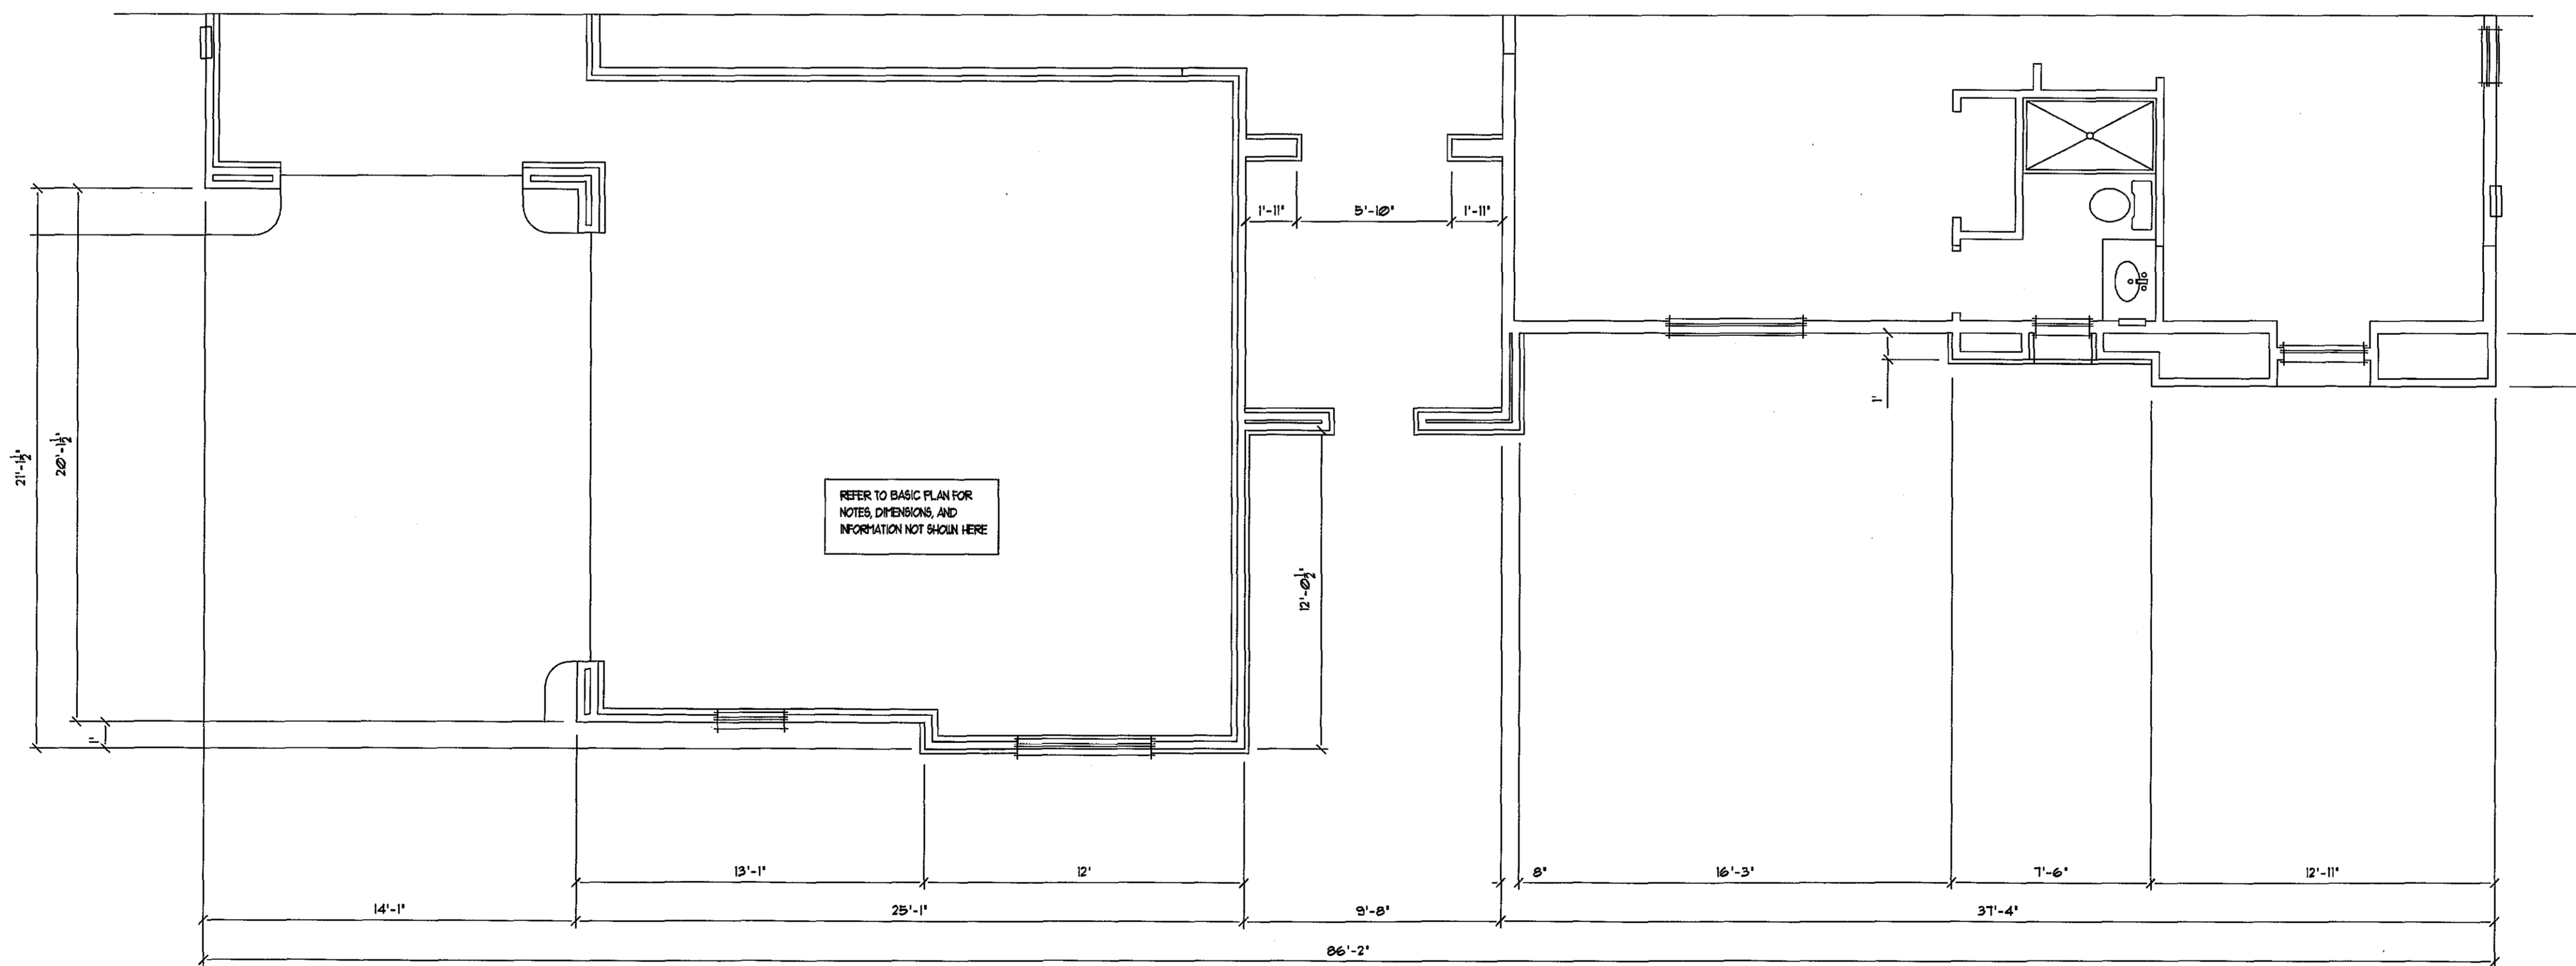 1'-11" 5'-10" 1'-11"
1'
21'-1½"
20'-1½"
REFER TO BASIC PLAN FOR
NOTES, DIMENSIONS, AND
INFORMATION NOT SHOWN HERE
12'-0½"
1'
13'-1" 12' 8" 16'-3" 7'-6" 12'-11"
14'-1" 25'-1" 9'-8" 37'-4"
86'-2"